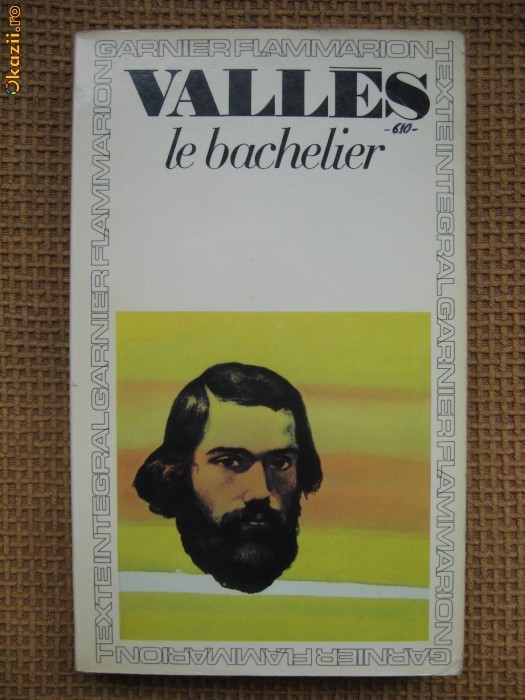 Okazii.ro
GARNIER FLAMMARION
TEXTE INTEGRAL GARNIER FLAMMARION
VALLÈS
-610-
le bachelier
TEXTE INTEGRAL GARNIER FLAMMARION
GARNIER FLAMMARION